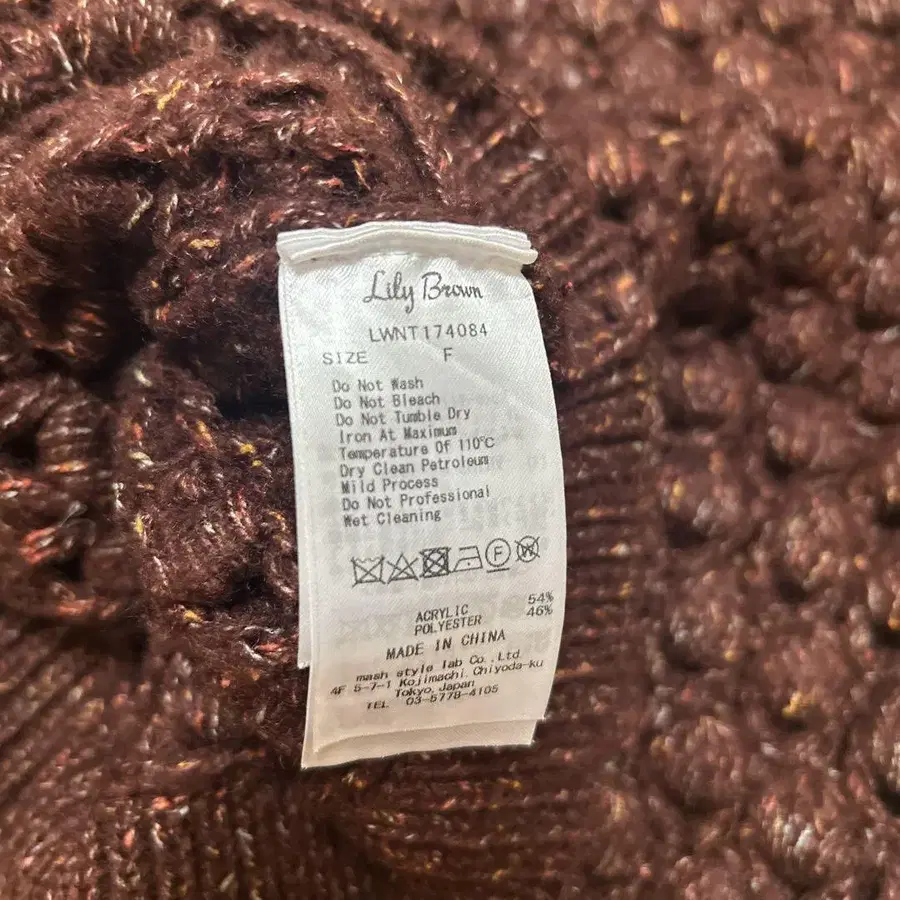 Lily Brown
LWNT174084
SIZE F
Do Not Wash
Do Not Bleach
Do Not Tumble Dry
Iron At Maximum
Temperature Of 110℃
Dry Clean Petroleum
Mild Process
Do Not Professional
Wet Cleaning
F W
ACRYLIC 54%
POLYESTER 46%
MADE IN CHINA
mash style lab Co.,Ltd
4F 5-7-1 Kojimachi Chiyoda-ku
Tokyo, Japan
TEL 03-5778-4105